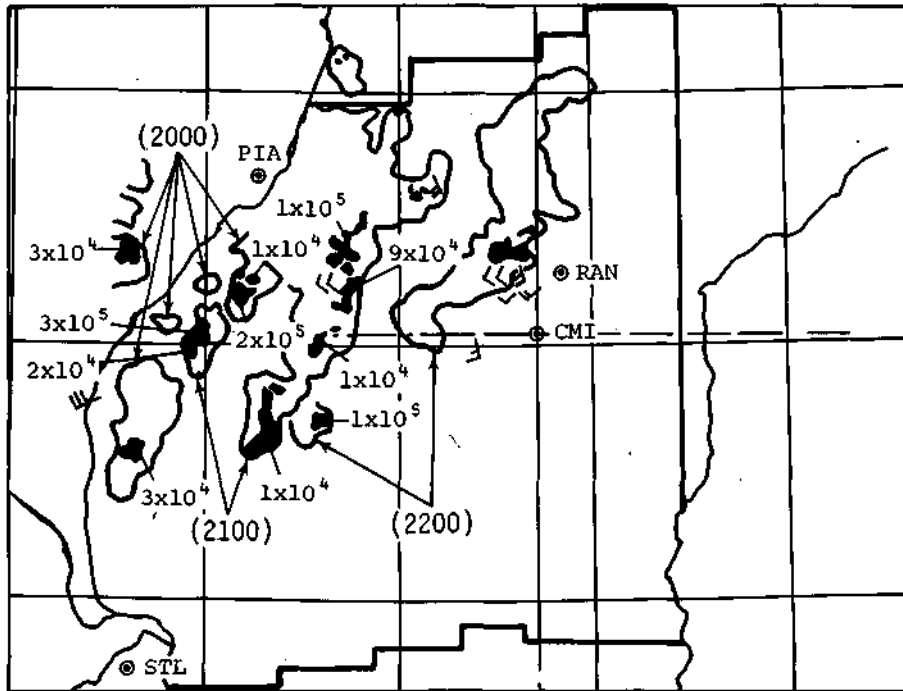 (2000)
PIA
1x10⁵
3x10⁴
1x10⁴
9x10⁴
RAN
3x10⁵
2x10⁵
CMI
2x10⁴
1x10⁴
1x10⁵
3x10⁴
1x10⁴
(2100)
(2200)
STL